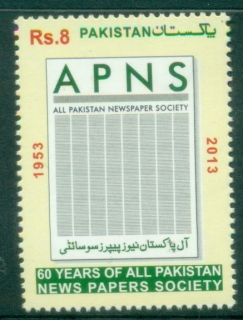 Rs.8 PAKISTAN پاکستان
APNS
ALL PAKISTAN NEWSPAPER SOCIETY
1953
2013
آل پاکستان نیوز پیپرز سوسائٹی
60 YEARS OF ALL PAKISTAN
NEWS PAPERS SOCIETY